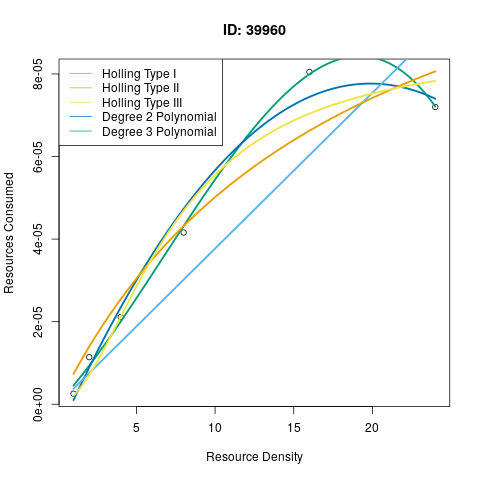 ID: 39960
Holling Type I
Holling Type II
Holling Type III
Degree 2 Polynomial
Degree 3 Polynomial
Resources Consumed
8e-05
6e-05
4e-05
2e-05
0e+00
5
10
15
20
Resource Density